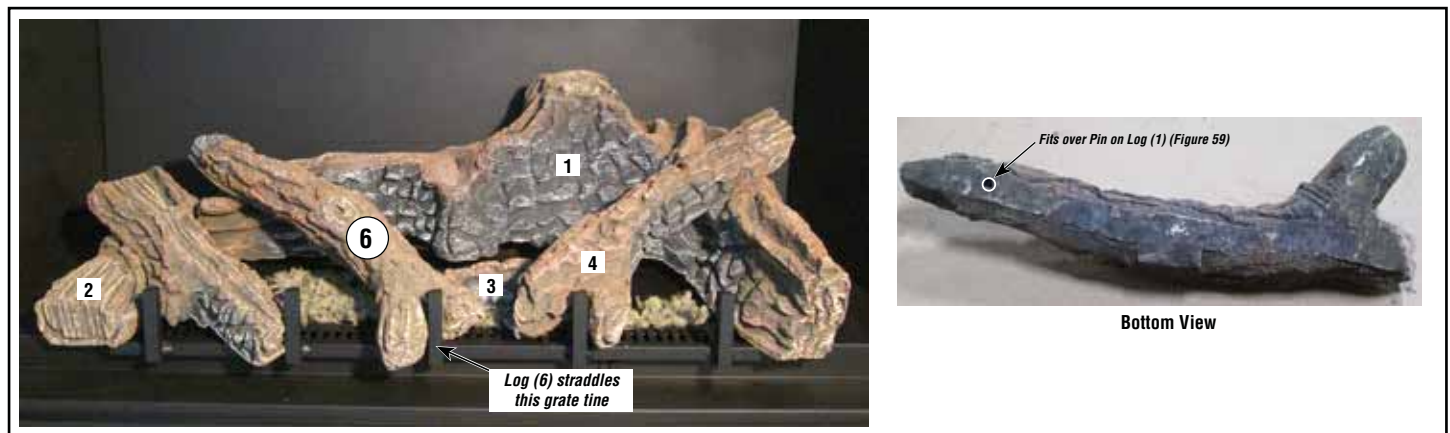 1
6
2
3
4
Log (6) straddles
this grate tine
Fits over Pin on Log (1) (Figure 59)
Bottom View